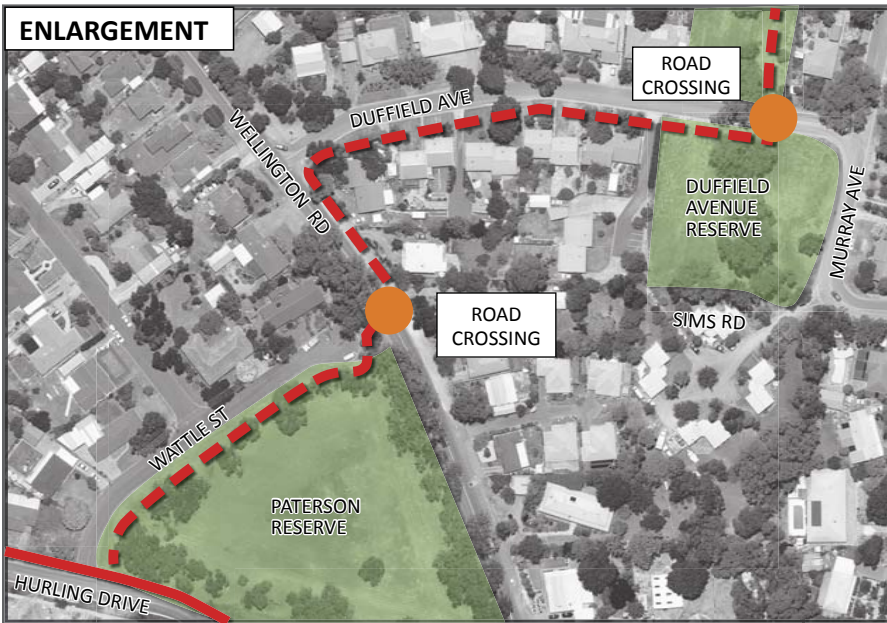 ENLARGEMENT
ROAD
CROSSING
DUFFIELD AVE
WELLINGTON RD
DUFFIELD
AVENUE
RESERVE
MURRAY AVE
ROAD
CROSSING
SIMS RD
WATTLE ST
PATERSON
RESERVE
HURLING DRIVE